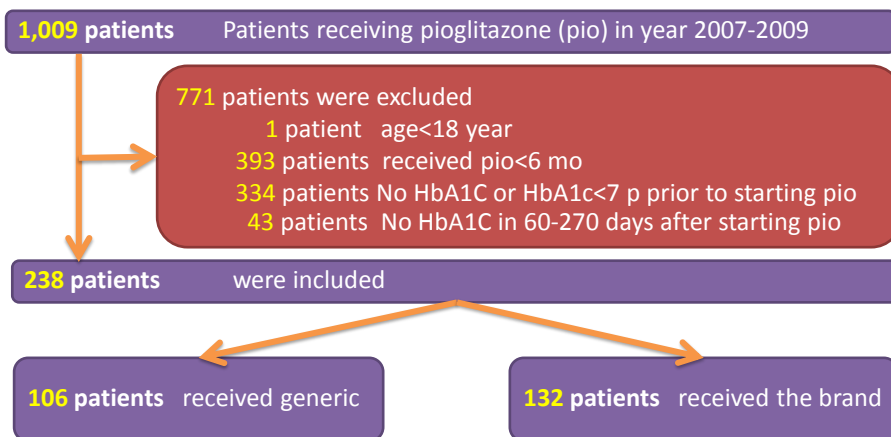 1,009 patients Patients receiving pioglitazone (pio) in year 2007-2009
771 patients were excluded
1 patient age<18 year
393 patients received pio<6 mo
334 patients No HbA1C or HbA1c<7 p prior to starting pio
43 patients No HbA1C in 60-270 days after starting pio
238 patients were included
106 patients received generic
132 patients received the brand